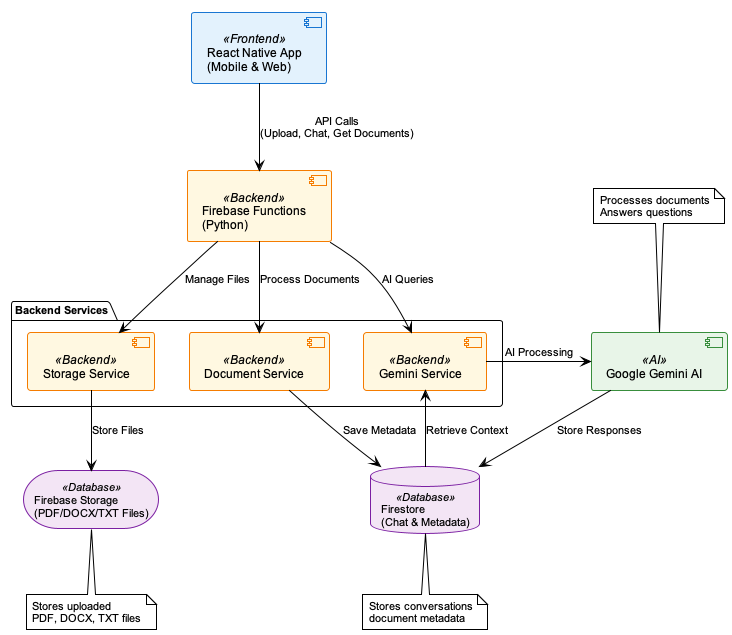 «Frontend»
React Native App
(Mobile & Web)
API Calls
(Upload, Chat, Get Documents)
«Backend»
Firebase Functions
(Python)
Processes documents
Answers questions
Manage Files
Process Documents
AI Queries
Backend Services
«Backend»
Storage Service
«Backend»
Document Service
«Backend»
Gemini Service
AI Processing
«AI»
Google Gemini AI
Store Files
Save Metadata
Retrieve Context
Store Responses
«Database»
Firebase Storage
(PDF/DOCX/TXT Files)
«Database»
Firestore
(Chat & Metadata)
Stores uploaded
PDF, DOCX, TXT files
Stores conversations
document metadata